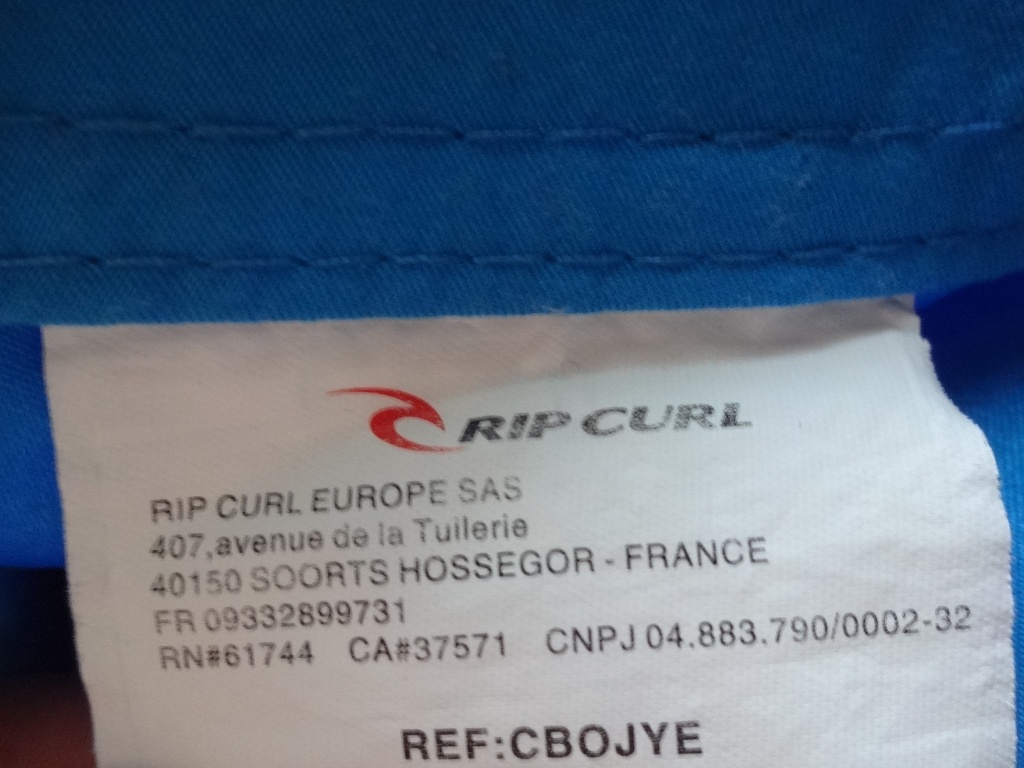 RIP CURL
RIP CURL EUROPE SAS
407,avenue de la Tuilerie
40150 SOORTS HOSSEGOR - FRANCE
FR 09332899731
RN#61744 CA#37571 CNPJ 04.883.790/0002-32
REF:CBOJYE